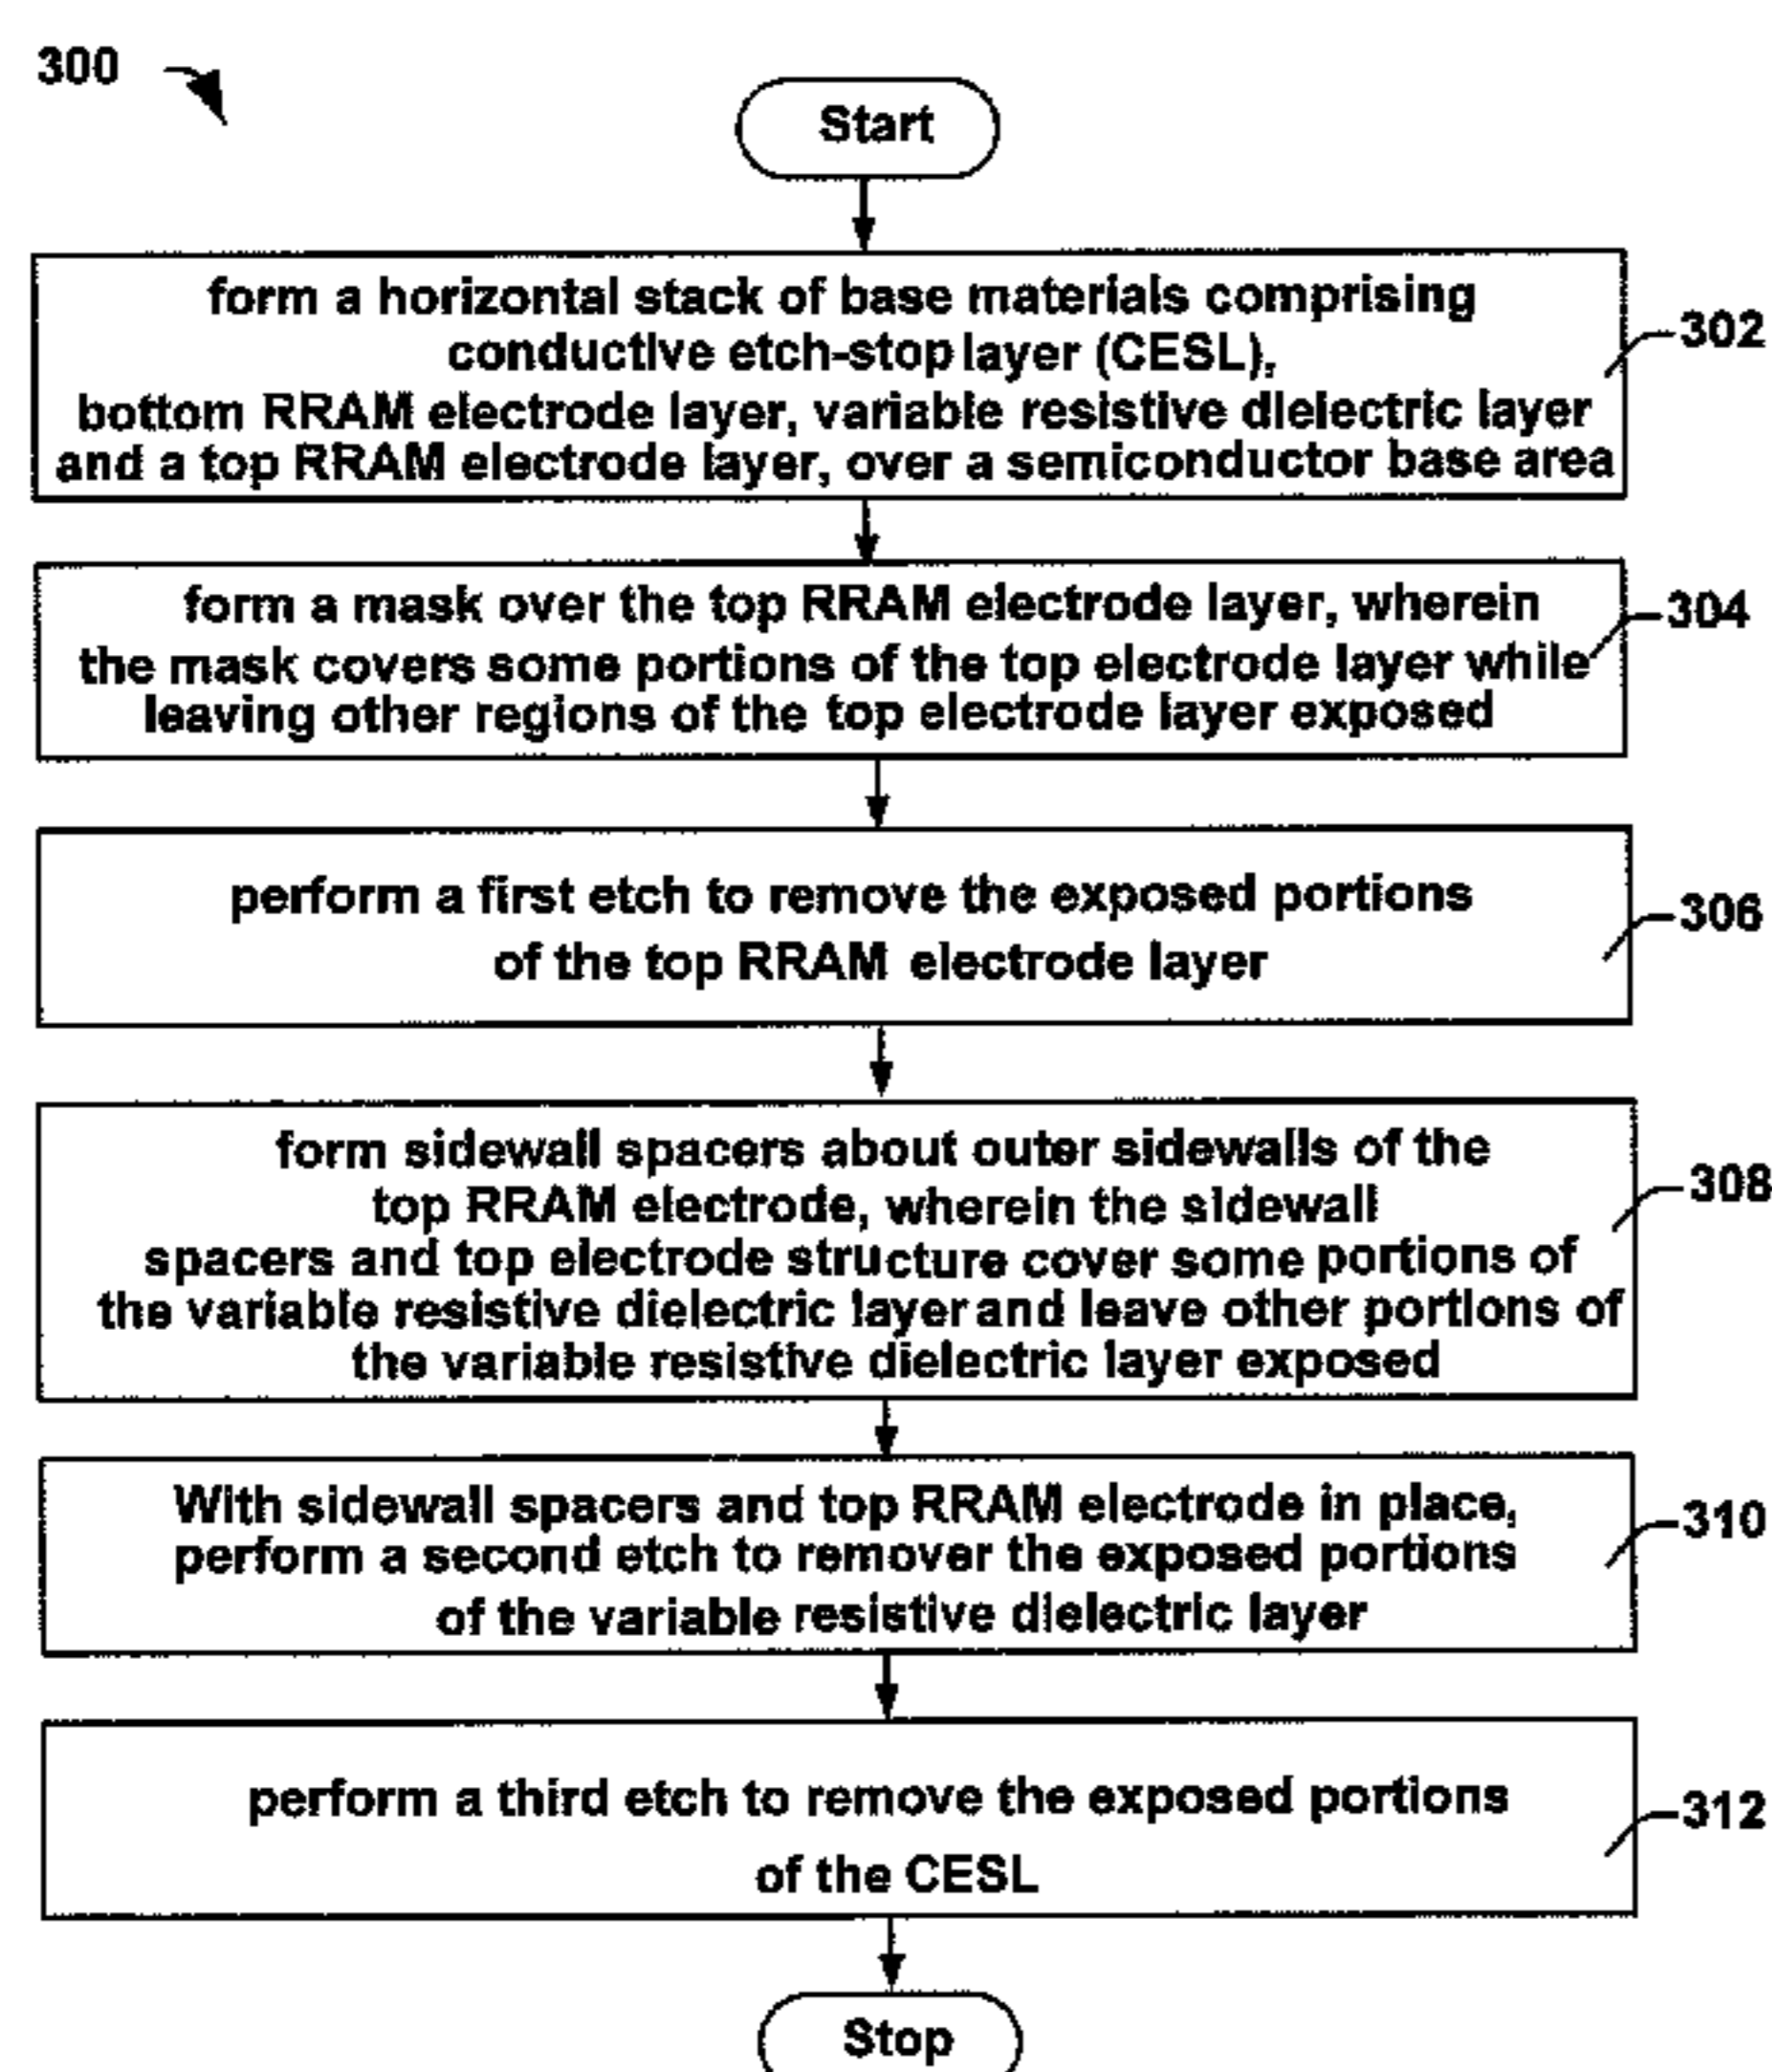 300
Start
form a horizontal stack of base materials comprising
conductive etch-stop layer (CESL),
bottom RRAM electrode layer, variable resistive dielectric layer
and a top RRAM electrode layer, over a semiconductor base area
302
form a mask over the top RRAM electrode layer, wherein
the mask covers some portions of the top electrode layer while
leaving other regions of the top electrode layer exposed
304
perform a first etch to remove the exposed portions
of the top RRAM electrode layer
306
form sidewall spacers about outer sidewalls of the
top RRAM electrode, wherein the sidewall
spacers and top electrode structure cover some portions of
the variable resistive dielectric layer and leave other portions of
the variable resistive dielectric layer exposed
308
With sidewall spacers and top RRAM electrode in place,
perform a second etch to remover the exposed portions
of the variable resistive dielectric layer
310
perform a third etch to remove the exposed portions
of the CESL
312
Stop